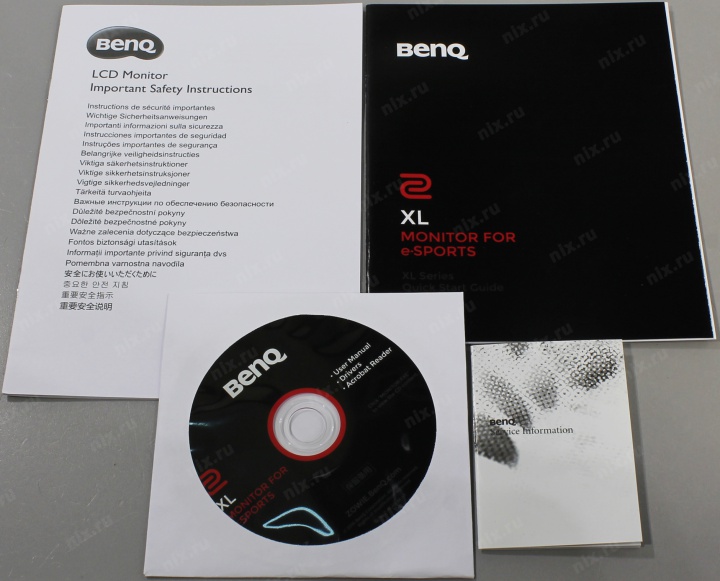 BenQ
LCD Monitor
Important Safety Instructions
Instructions de sécurité importantes
Wichtige Sicherheitsanweisungen
Importanti informazioni sulla sicurezza
Instrucciones importantes de seguridad
Instruções importantes de segurança
Belangrijke veiligheidsinstructies
Viktiga säkerhetsinstruktioner
Viktige sikkerhetsinstruksjoner
Vigtige sikkerhedsvejledninger
Tärkeitä turvaohjeita
Важные инструкции по обеспечению безопасности
Důležité bezpečnostní pokyny
Dôležité bezpečnostné pokyny
Ważne zalecenia dotyczące bezpieczeństwa
Fontos biztonsági utasítások
Informații importante privind siguranța dvs
Pomembna varnostna navodila
安全にお使いいただくために
중요한 안전 지침
重要安全指示
重要安全说明
BenQ
XL
MONITOR FOR
e-SPORTS
XL Series
Quick Start Guide
BenQ
• User Manual
• Drivers
• Acrobat Reader
XL
MONITOR FOR
SPORTS
BenQ
Service Information
nix.ru